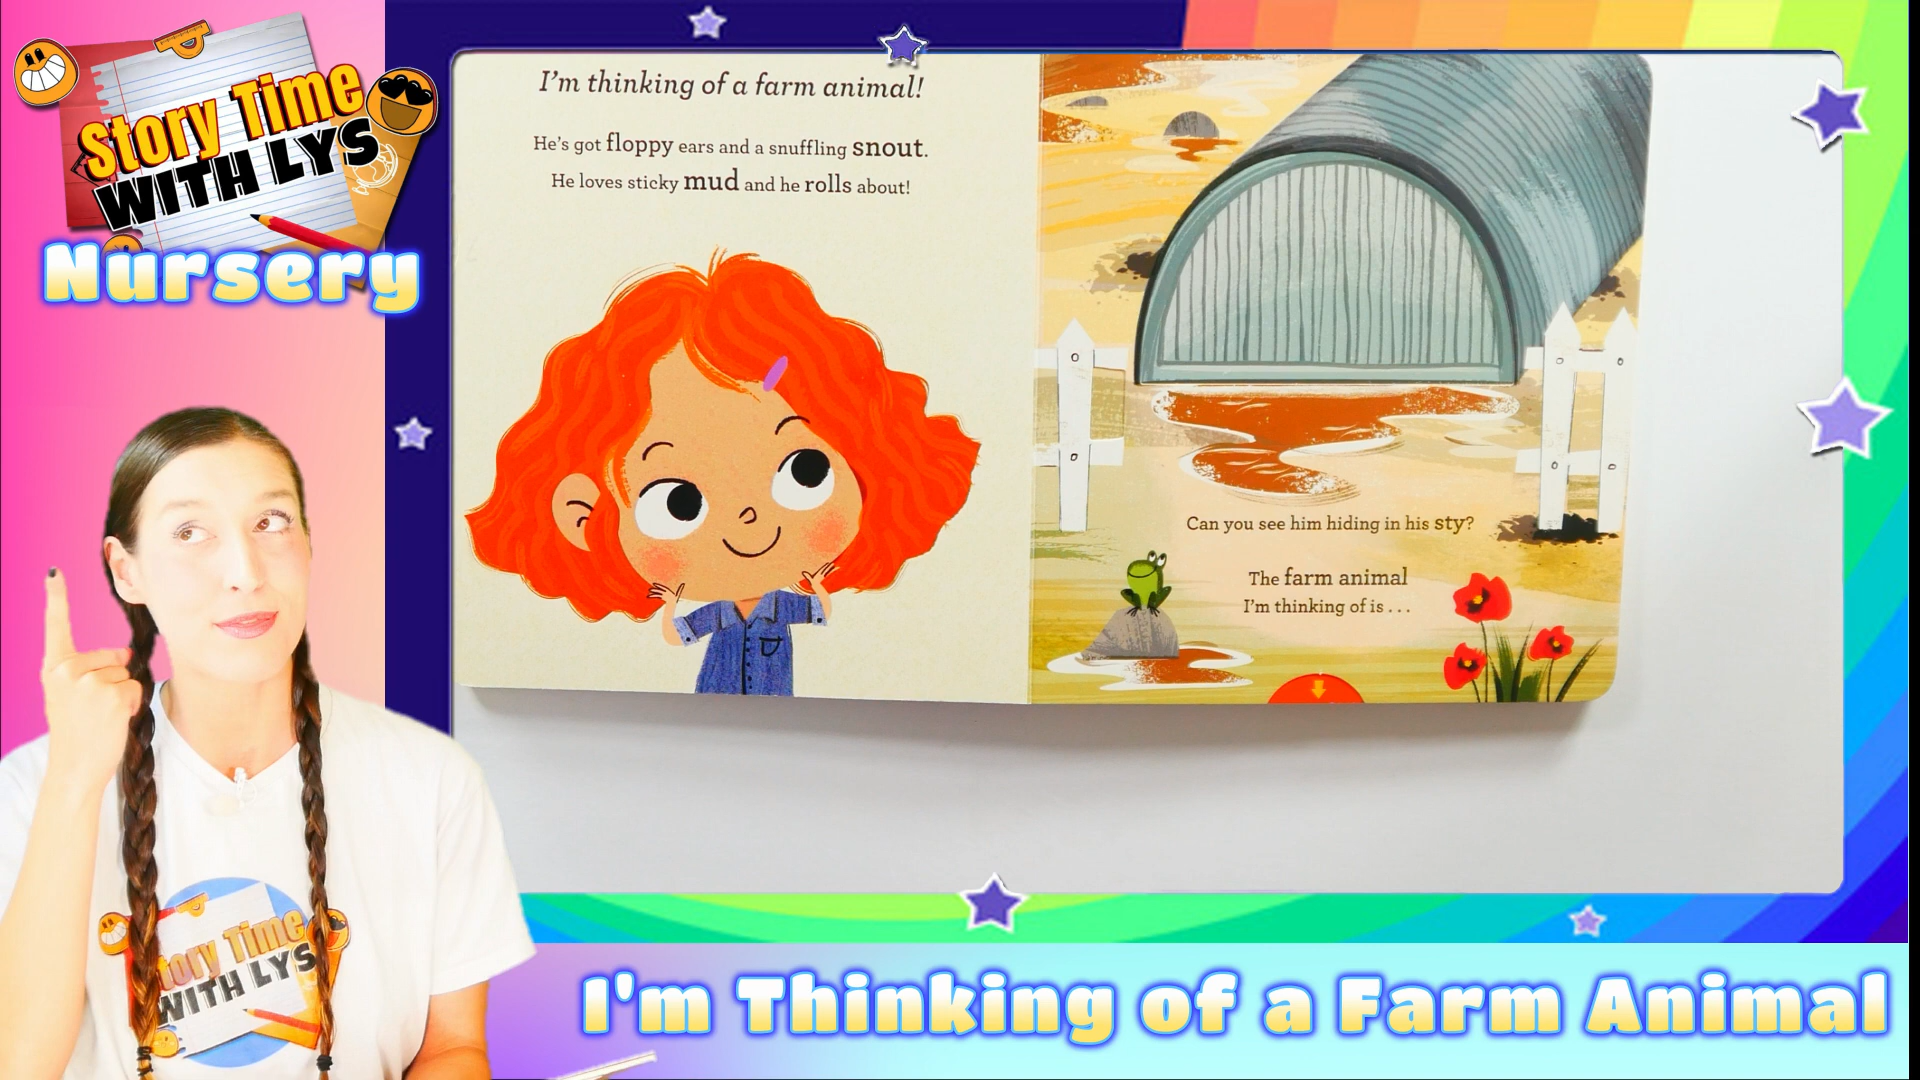 Story Time
WITH LYS
Nursery
I'm thinking of a farm animal!
He's got floppy ears and a snuffling snout.
He loves sticky mud and he rolls about!
Can you see him hiding in his sty?
The farm animal
I'm thinking of is . . .
Story Time
WITH LYS
I'm Thinking of a Farm Animal